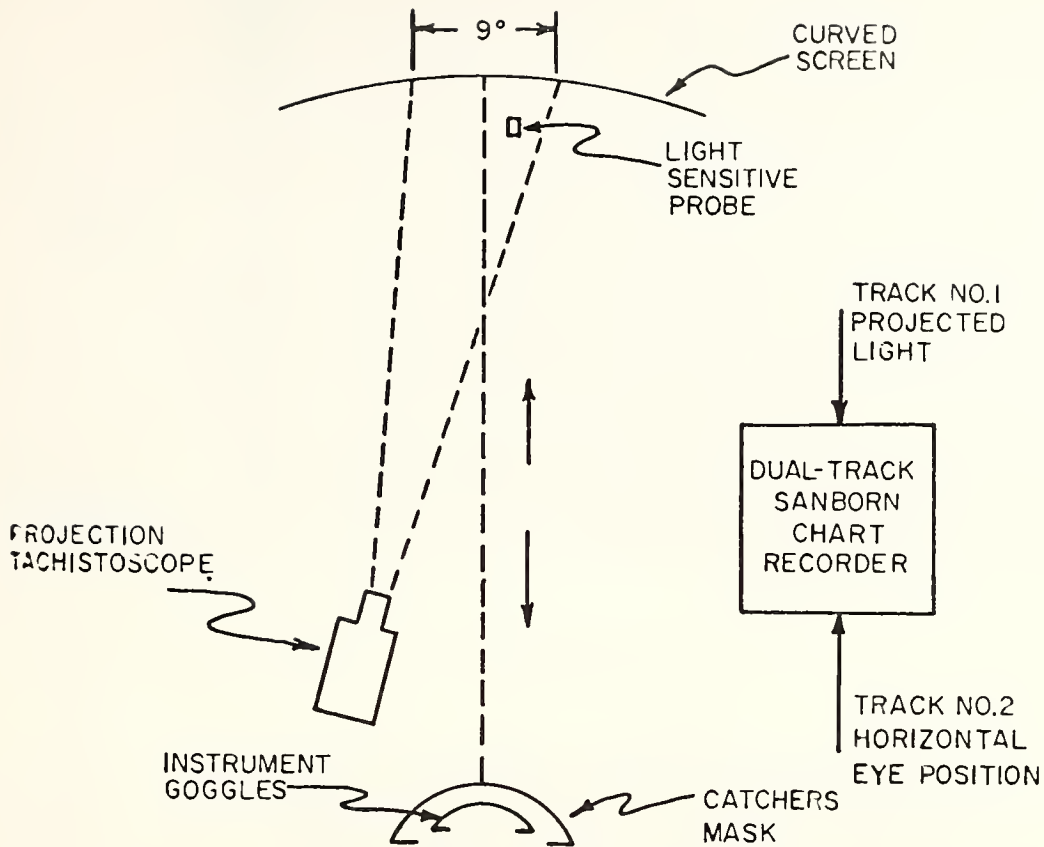 9°
CURVED
SCREEN
LIGHT
SENSITIVE
PROBE
TRACK NO.1
PROJECTED
LIGHT
DUAL-TRACK
SANBORN
CHART
RECORDER
PROJECTION
TACHISTOSCOPE
TRACK NO.2
HORIZONTAL
EYE POSITION
INSTRUMENT
GOGGLES
CATCHERS
MASK